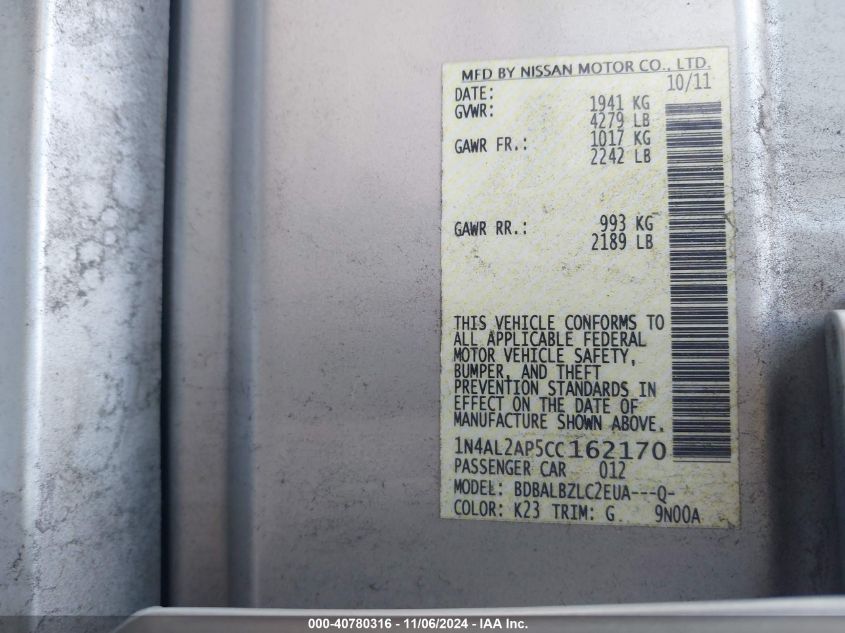 MFD BY NISSAN MOTOR CO., LTD.
DATE: 10/11
GVWR: 1941 KG
4279 LB
GAWR FR.: 1017 KG
2242 LB
GAWR RR.: 993 KG
2189 LB
THIS VEHICLE CONFORMS TO
ALL APPLICABLE FEDERAL
MOTOR VEHICLE SAFETY,
BUMPER, AND THEFT
PREVENTION STANDARDS IN
EFFECT ON THE DATE OF
MANUFACTURE SHOWN ABOVE.
1N4AL2AP5CC162170
PASSENGER CAR 012
MODEL: BDBALBZLC2EUA---Q-
COLOR: K23 TRIM: G 9N00A
000-40780316 - 11/06/2024 - IAA Inc.